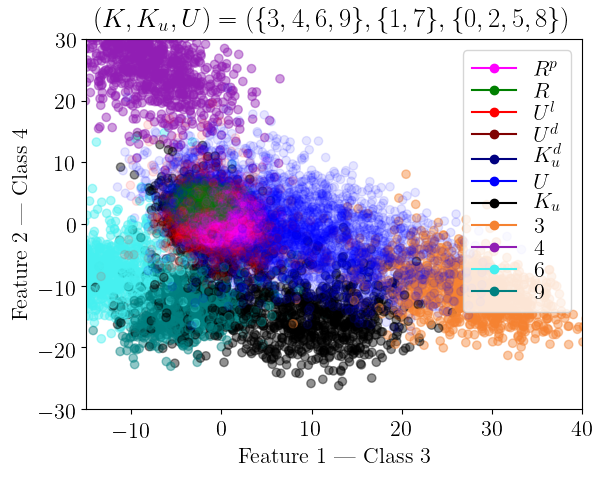 (K, K_u, U) = ({3, 4, 6, 9}, {1, 7}, {0, 2, 5, 8})
30
20
10
0
−10
−20
−30
Feature 2 — Class 4
R^p
R
U^l
U^d
K_u^d
U
K_u
3
4
6
9
−10
0
10
20
30
40
Feature 1 — Class 3